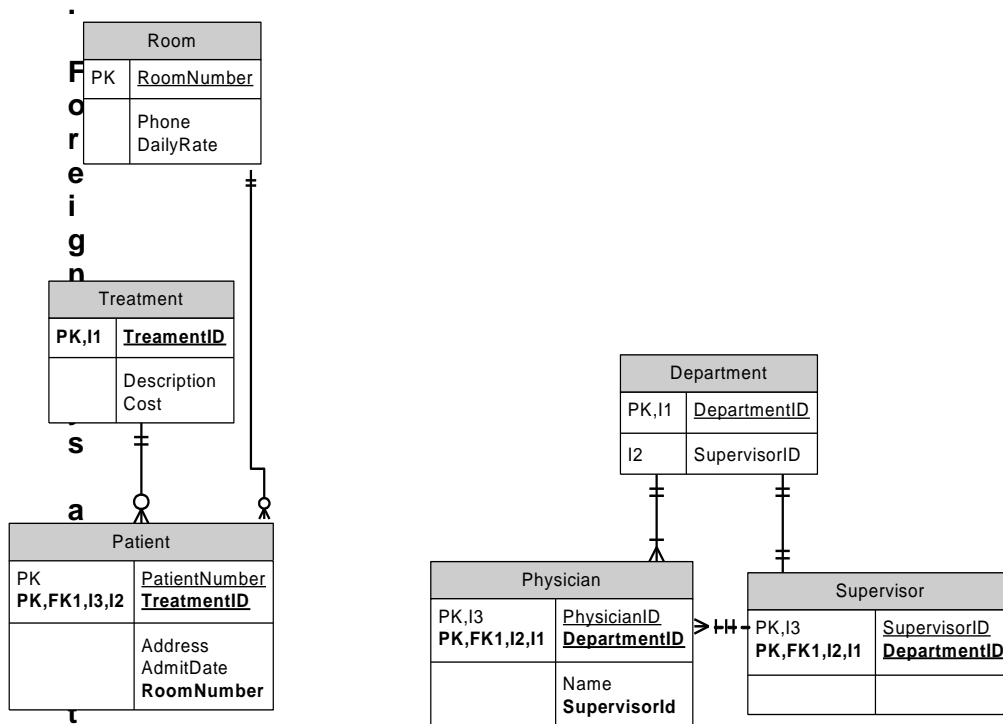 Room
PK RoomNumber
Phone
DailyRate
F
o
r
e
i
g
n
Treatment
PK,I1 TreamentID
Description
Cost
s
a
t
Patient
PK PatientNumber
PK,FK1,I3,I2 TreatmentID
Address
AdmitDate
RoomNumber
Department
PK,I1 DepartmentID
I2 SupervisorID
Physician
PK,I3 PhysicianID
PK,FK1,I2,I1 DepartmentID
Name
SupervisorId
Supervisor
PK,I3 SupervisorID
PK,FK1,I2,I1 DepartmentID